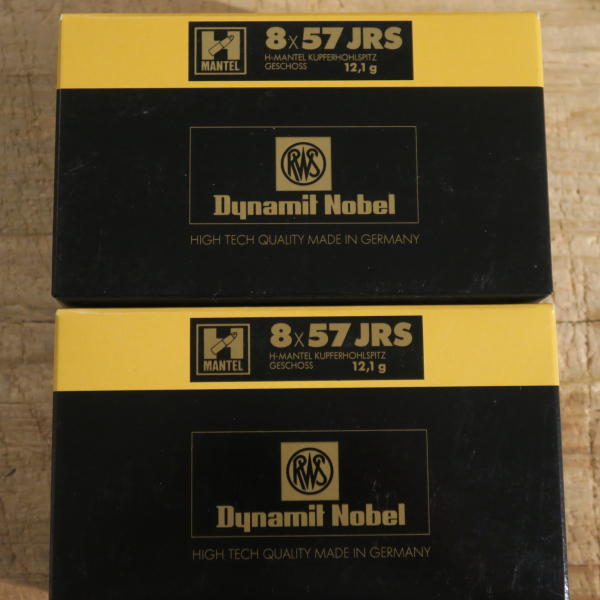 H
MANTEL
8x57 JRS
H-MANTEL KUPFERHOHLSPITZ
GESCHOSS 12,1 g
RWS
Dynamit Nobel
HIGH TECH QUALITY MADE IN GERMANY
H
MANTEL
8x57 JRS
H-MANTEL KUPFERHOHLSPITZ
GESCHOSS 12,1 g
RWS
Dynamit Nobel
HIGH TECH QUALITY MADE IN GERMANY